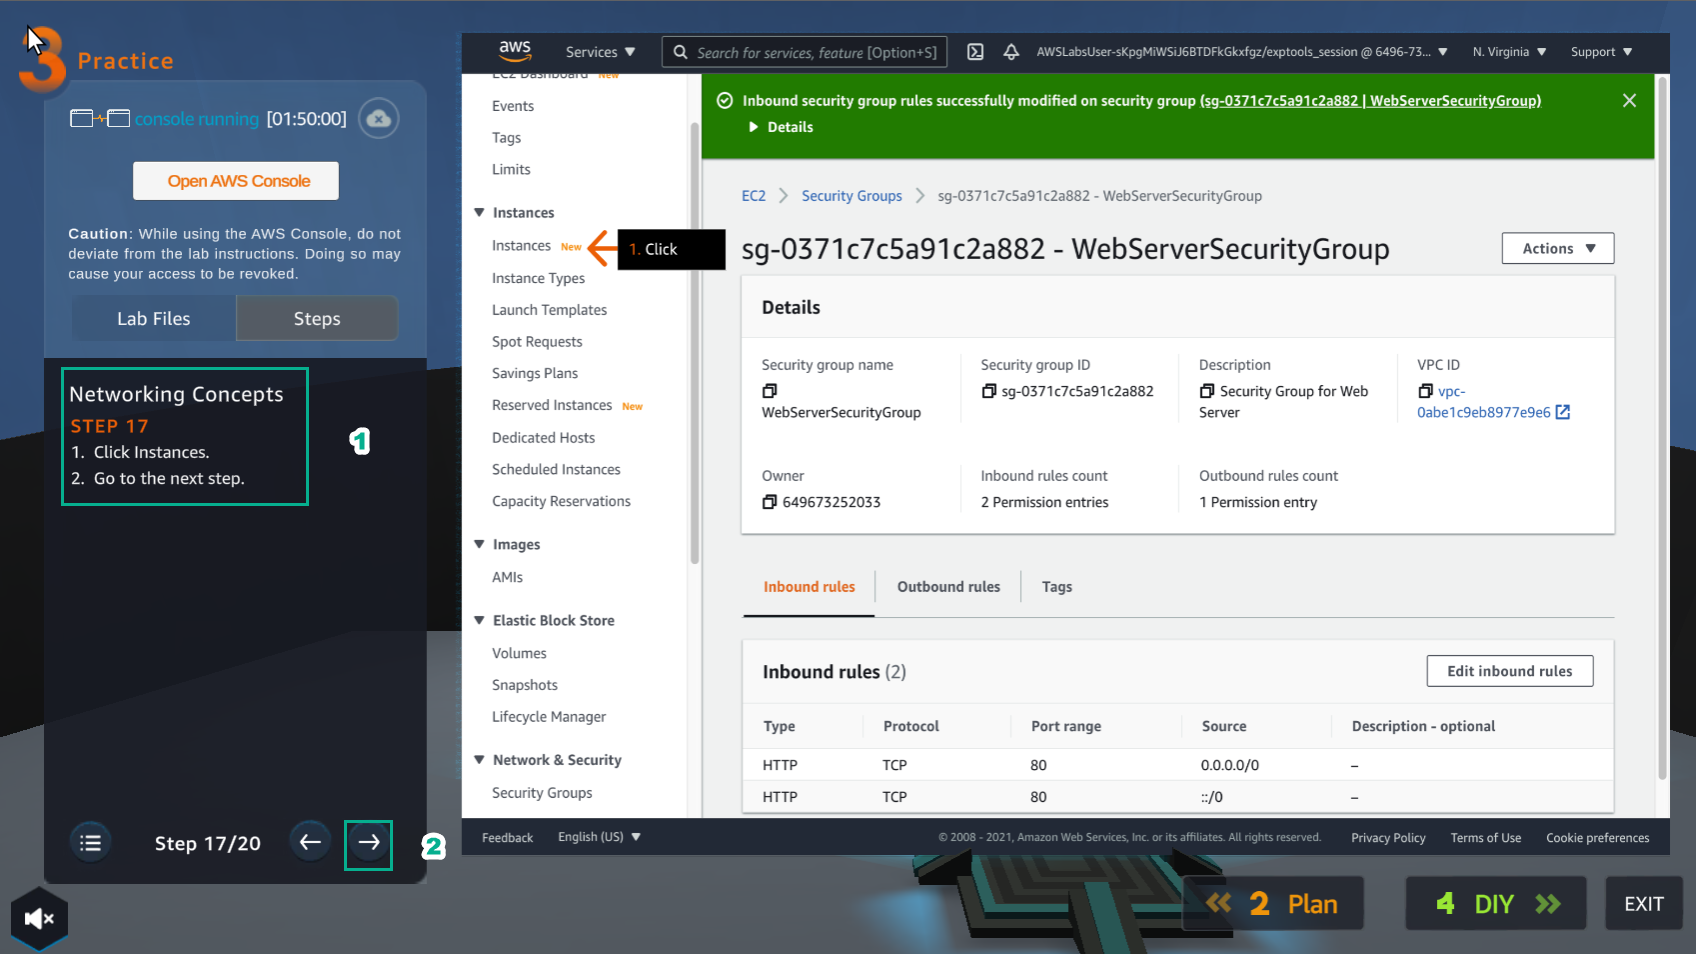 3 Practice
console running [01:50:00]
Open AWS Console
Caution: While using the AWS Console, do not
deviate from the lab instructions. Doing so may
cause your access to be revoked.
Lab Files
Steps
Networking Concepts
STEP 17
1. Click Instances.
2. Go to the next step.
1
Step 17/20
2
aws
Services
Search for services, feature [Option+S]
AWSLabsUser-sKpgMiWSiJ6BTDFkGkxfgz/exptools_session @ 6496-73...
N. Virginia
Support
EC2 Dashboard New
Events
Tags
Limits
Instances
Instances New
1. Click
Instance Types
Launch Templates
Spot Requests
Savings Plans
Reserved Instances New
Dedicated Hosts
Scheduled Instances
Capacity Reservations
Images
AMIs
Elastic Block Store
Volumes
Snapshots
Lifecycle Manager
Network & Security
Security Groups
Inbound security group rules successfully modified on security group (sg-0371c7c5a91c2a882 | WebServerSecurityGroup)
Details
EC2 > Security Groups > sg-0371c7c5a91c2a882 - WebServerSecurityGroup
sg-0371c7c5a91c2a882 - WebServerSecurityGroup
Actions
Details
Security group name
WebServerSecurityGroup
Security group ID
sg-0371c7c5a91c2a882
Description
Security Group for Web
Server
VPC ID
vpc-
0abe1c9eb8977e9e6
Owner
649673252033
Inbound rules count
2 Permission entries
Outbound rules count
1 Permission entry
Inbound rules
Outbound rules
Tags
Inbound rules (2)
Edit inbound rules
Type Protocol Port range Source Description - optional
HTTP TCP 80 0.0.0.0/0 –
HTTP TCP 80 ::/0 –
Feedback
English (US)
© 2008 - 2021, Amazon Web Services, Inc. or its affiliates. All rights reserved.
Privacy Policy
Terms of Use
Cookie preferences
2 Plan
4 DIY
EXIT